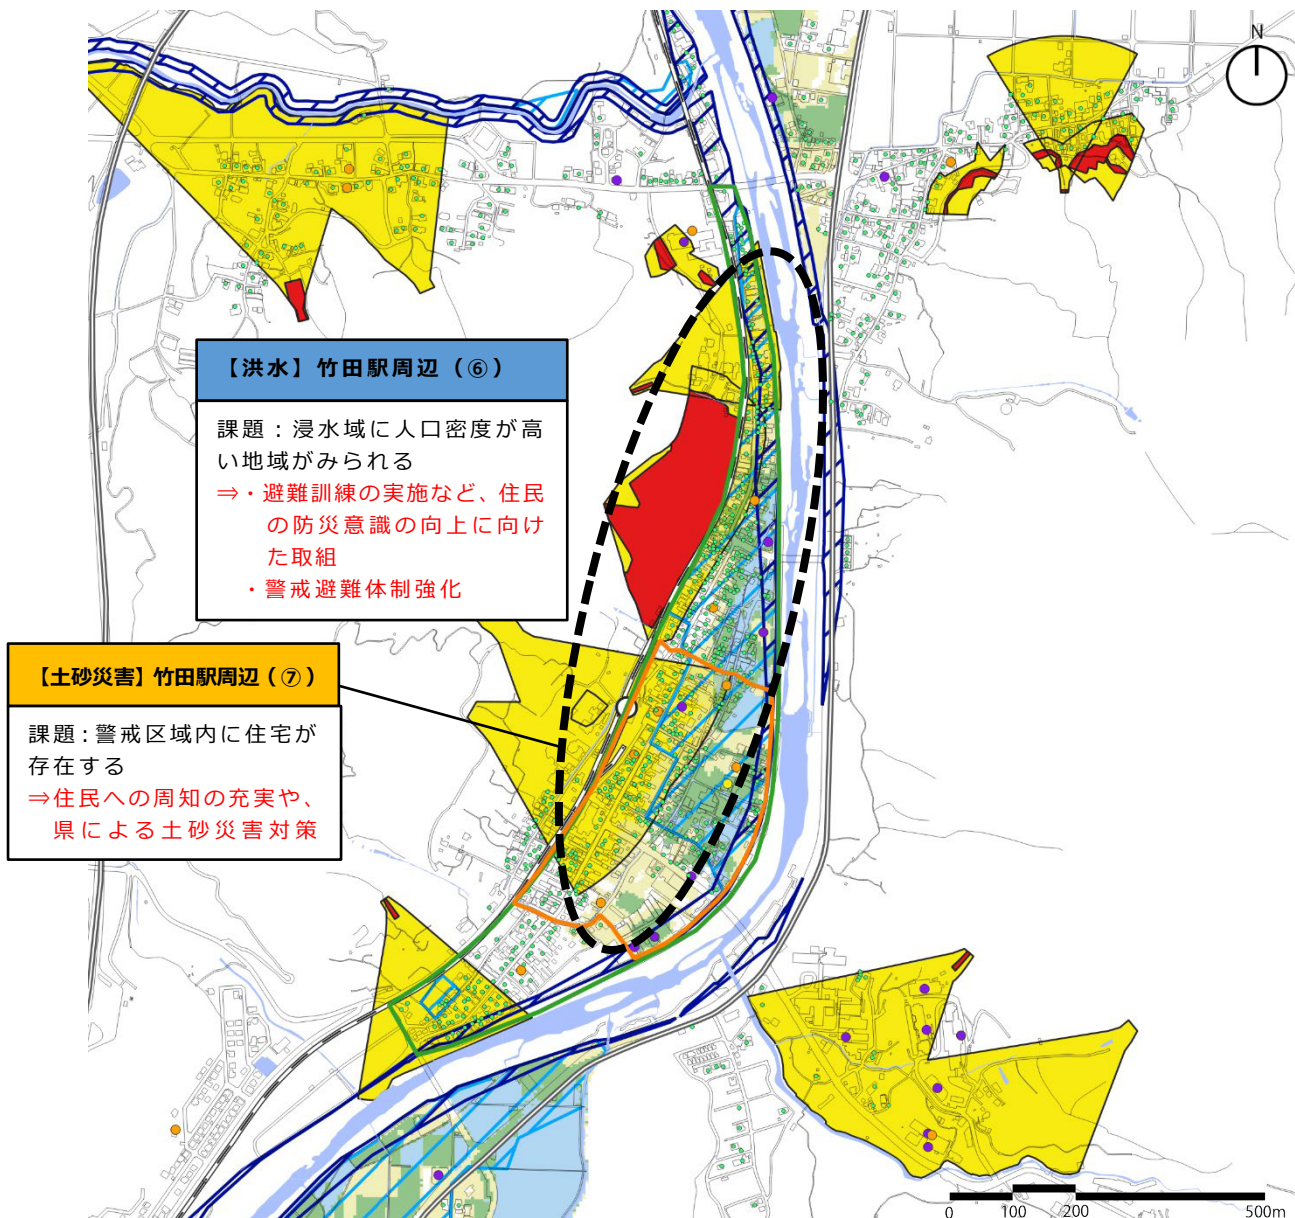 N
【洪水】竹田駅周辺（⑥）
課題：浸水域に人口密度が高
い地域がみられる
⇒・避難訓練の実施など、住民
の防災意識の向上に向け
た取組
・警戒避難体制強化
【土砂災害】竹田駅周辺（⑦）
課題：警戒区域内に住宅が
存在する
⇒住民への周知の充実や、
県による土砂災害対策
0 100 200 500m